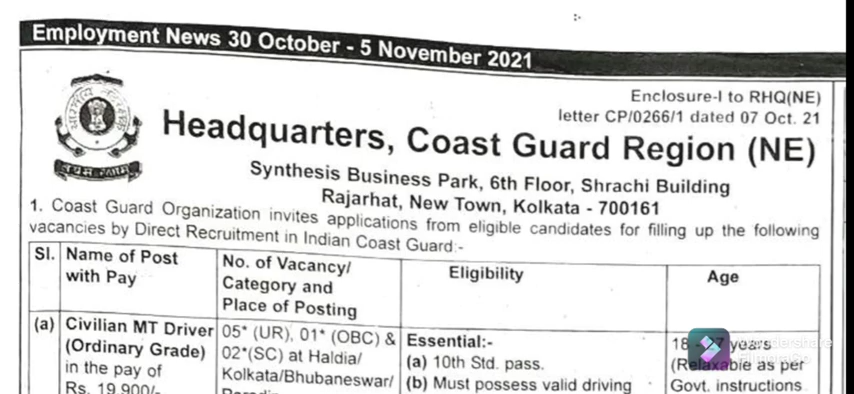 Employment News 30 October - 5 November 2021
Enclosure-I to RHQ(NE)
letter CP/0266/1 dated 07 Oct. 21
Headquarters, Coast Guard Region (NE)
Synthesis Business Park, 6th Floor, Shrachi Building
Rajarhat, New Town, Kolkata - 700161
1. Coast Guard Organization invites applications from eligible candidates for filling up the following
vacancies by Direct Recruitment in Indian Coast Guard:-
Sl. Name of Post
with Pay
No. of Vacancy/
Category and
Place of Posting
Eligibility
Age
(a) Civilian MT Driver
(Ordinary Grade)
in the pay of
Rs. 19,900/-
05* (UR), 01* (OBC) &
02*(SC) at Haldia/
Kolkata/Bhubaneswar/
Essential:-
(a) 10th Std. pass.
(b) Must possess valid driving
18 - 27 years
(Relaxable as per
Govt. instructions